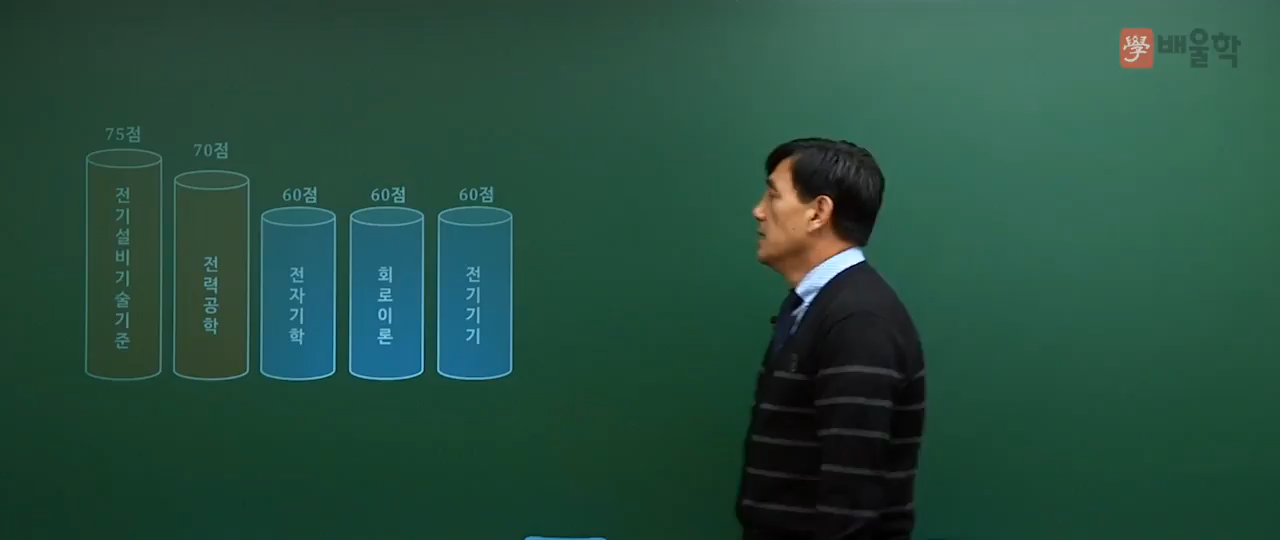 學 배울학
75점
70점
60점
60점
60점
전기설비기술기준
전력공학
전자기학
회로이론
전기기기